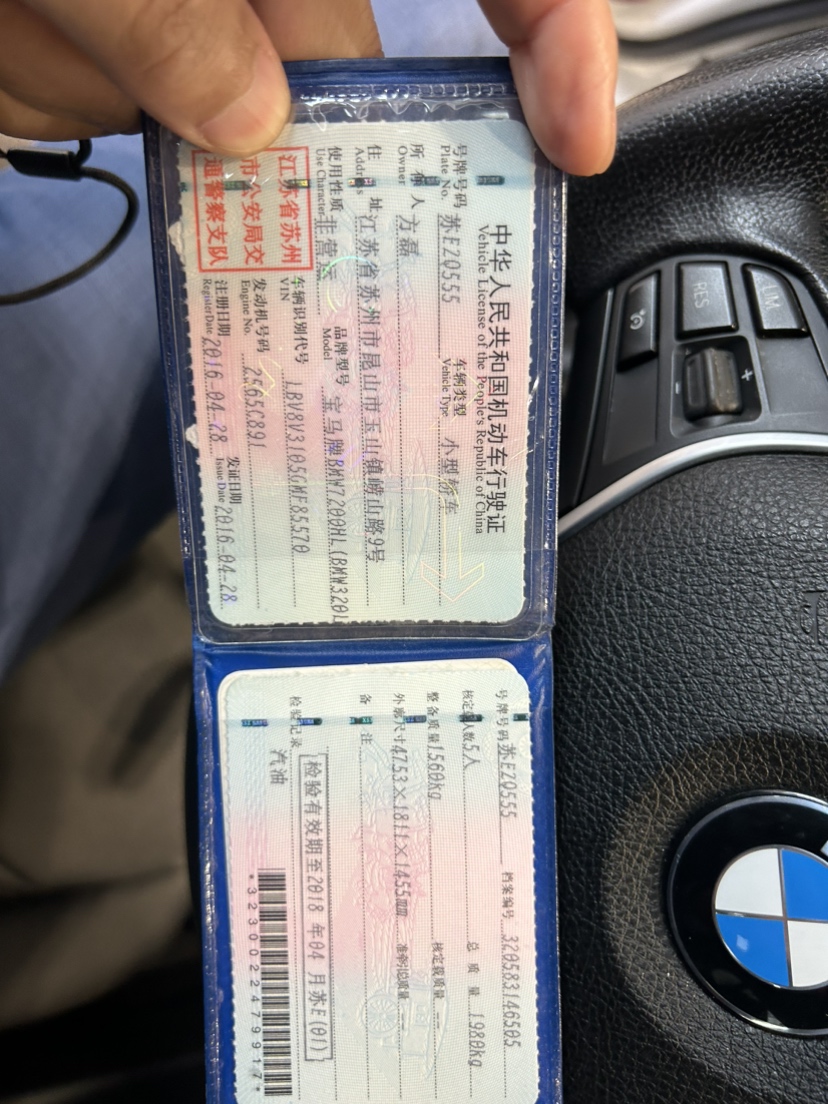 中华人民共和国机动车行驶证
Vehicle License of the People's Republic of China
号牌号码 苏EZQ555 车辆类型 小型轿车
Plate No. Vehicle Type
所有人 方磊
Owner
住址 江苏省苏州市昆山市玉山镇崂山路9号
Address
使用性质 非营运 品牌型号 宝马牌BMW7200HL(BMW320L
Use Character Model
江苏省苏州
市公安局交
通警察支队
车辆识别代号 LBV8V3105GMF85570
VIN
发动机号码 2565C891
Engine No.
注册日期 2016-04-28 发证日期 2016-04-28
Register Date Issue Date
号牌号码 苏EZQ555 档案编号 320583146505
核定载人数 5人 总质量 1980kg
整备质量 1560kg 核定载质量 --
外廓尺寸 4753×1811×1455mm 准牵引总质量 --
备注
检验有效期至2018年04月苏E(01)
检验记录
汽油
*3230022479917*
RES
LIM
+
-